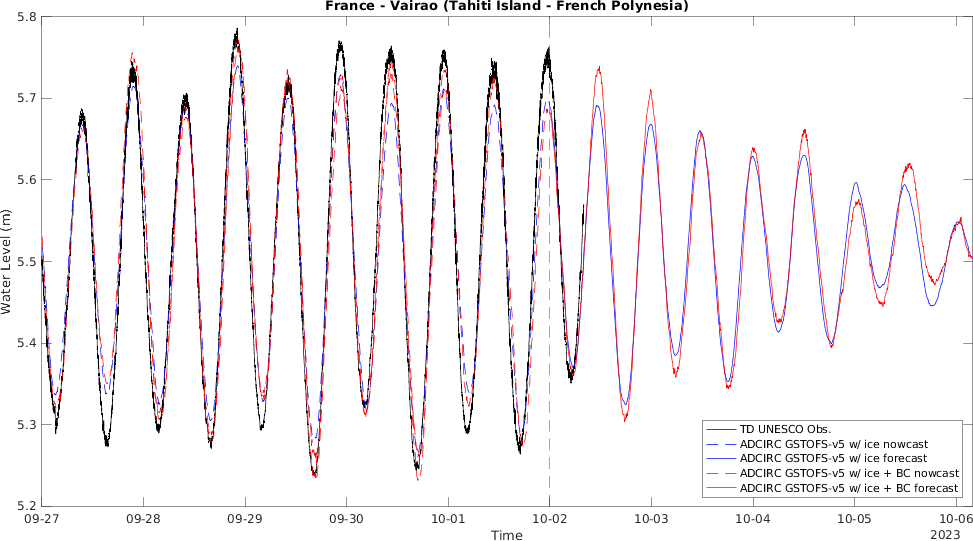 France - Vairao (Tahiti Island - French Polynesia)
5.8
5.7
5.6
5.5
5.4
5.3
5.2
Water Level (m)
TD UNESCO Obs.
ADCIRC GSTOFS-v5 w/ ice nowcast
ADCIRC GSTOFS-v5 w/ ice forecast
ADCIRC GSTOFS-v5 w/ ice + BC nowcast
ADCIRC GSTOFS-v5 w/ ice + BC forecast
09-27 09-28 09-29 09-30 10-01 10-02 10-03 10-04 10-05 10-06
Time
2023